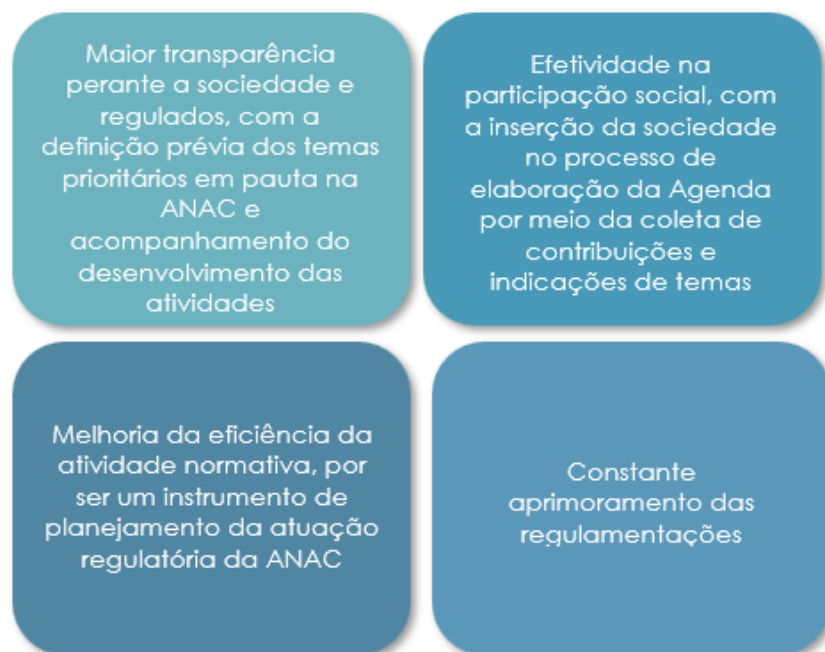 Maior transparência
perante a sociedade e
regulados, com a
definição prévia dos temas
prioritários em pauta na
ANAC e
acompanhamento do
desenvolvimento das
atividades
Efetividade na
participação social, com
a inserção da sociedade
no processo de
elaboração da Agenda
por meio da coleta de
contribuições e
indicações de temas
Melhoria da eficiência da
atividade normativa, por
ser um instrumento de
planejamento da atuação
regulatória da ANAC
Constante
aprimoramento das
regulamentações